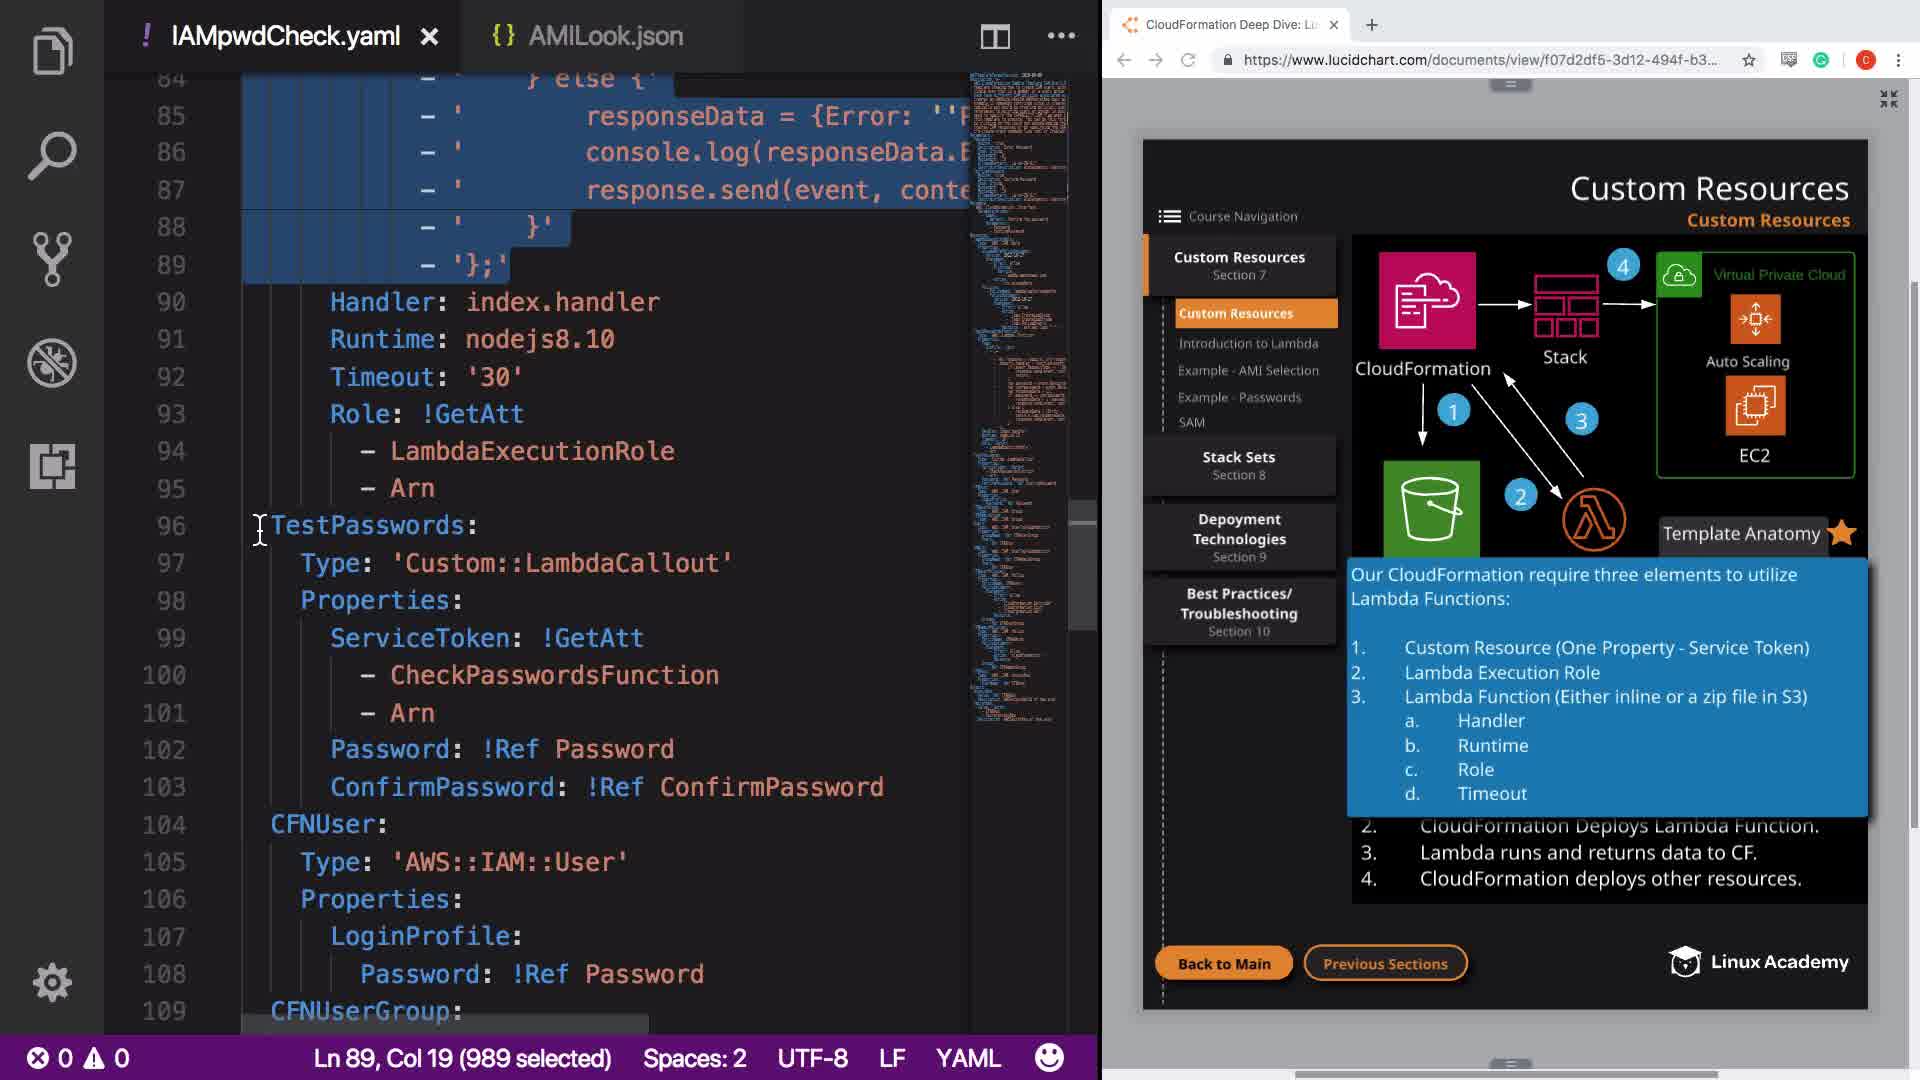 IAMpwdCheck.yaml
AMILook.json
84 - ' } else {'
85 - ' responseData = {Error: ''
86 - ' console.log(responseData.
87 - ' response.send(event, conte
88 - ' }'
89 - '};'
90 Handler: index.handler
91 Runtime: nodejs8.10
92 Timeout: '30'
93 Role: !GetAtt
94 - LambdaExecutionRole
95 - Arn
96 TestPasswords:
97 Type: 'Custom::LambdaCallout'
98 Properties:
99 ServiceToken: !GetAtt
100 - CheckPasswordsFunction
101 - Arn
102 Password: !Ref Password
103 ConfirmPassword: !Ref ConfirmPassword
104 CFNUser:
105 Type: 'AWS::IAM::User'
106 Properties:
107 LoginProfile:
108 Password: !Ref Password
109 CFNUserGroup:
0 0 Ln 89, Col 19 (989 selected) Spaces: 2 UTF-8 LF YAML
CloudFormation Deep Dive: Lu
https://www.lucidchart.com/documents/view/f07d2df5-3d12-494f-b3...
C
Custom Resources
Custom Resources
Course Navigation
Custom Resources
Section 7
Custom Resources
Introduction to Lambda
Example - AMI Selection
Example - Passwords
SAM
Stack Sets
Section 8
Depoyment
Technologies
Section 9
Best Practices/
Troubleshooting
Section 10
CloudFormation
Stack
4
Virtual Private Cloud
Auto Scaling
EC2
1
2
3
Template Anatomy
Our CloudFormation require three elements to utilize
Lambda Functions:
1. Custom Resource (One Property - Service Token)
2. Lambda Execution Role
3. Lambda Function (Either inline or a zip file in S3)
a. Handler
b. Runtime
c. Role
d. Timeout
2. CloudFormation Deploys Lambda Function.
3. Lambda runs and returns data to CF.
4. CloudFormation deploys other resources.
Back to Main
Previous Sections
Linux Academy